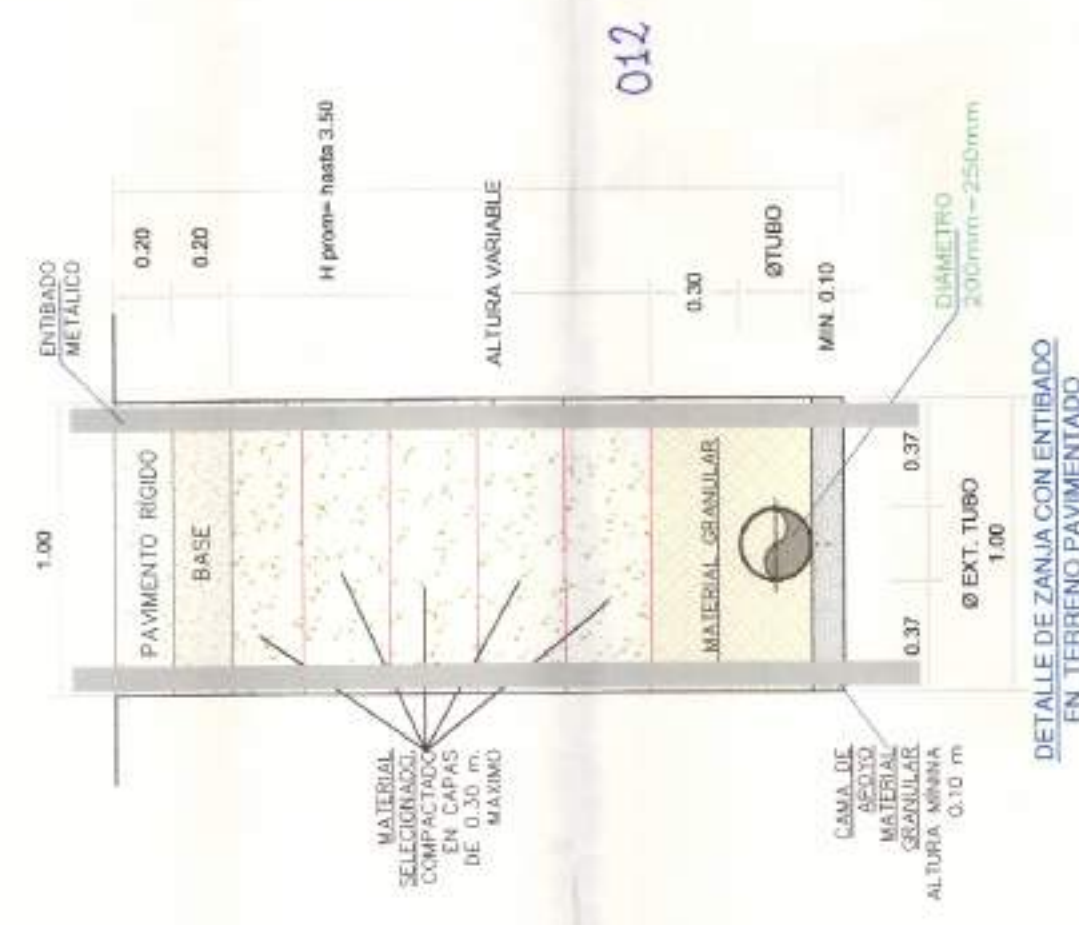 012
1.00
ENTIBADO
METÁLICO
PAVIMENTO RÍGIDO
0.20
BASE
0.20
H prom= hasta 3.50
MATERIAL
SELECIONADO,
COMPACTADO
EN CAPAS
DE 0.30 m.
MAXIMO
ALTURA VARIABLE
MATERIAL GRANULAR
0.30
ØTUBO
MIN. 0.10
CAMA DE
APOYO
MATERIAL
GRANULAR
ALTURA MÍNINA
0.10 m
0.37
0.37
DIAMETRO
200mm-250mm
Ø EXT. TUBO
1.00
DETALLE DE ZANJA CON ENTIBADO
EN TERRENO PAVIMENTADO